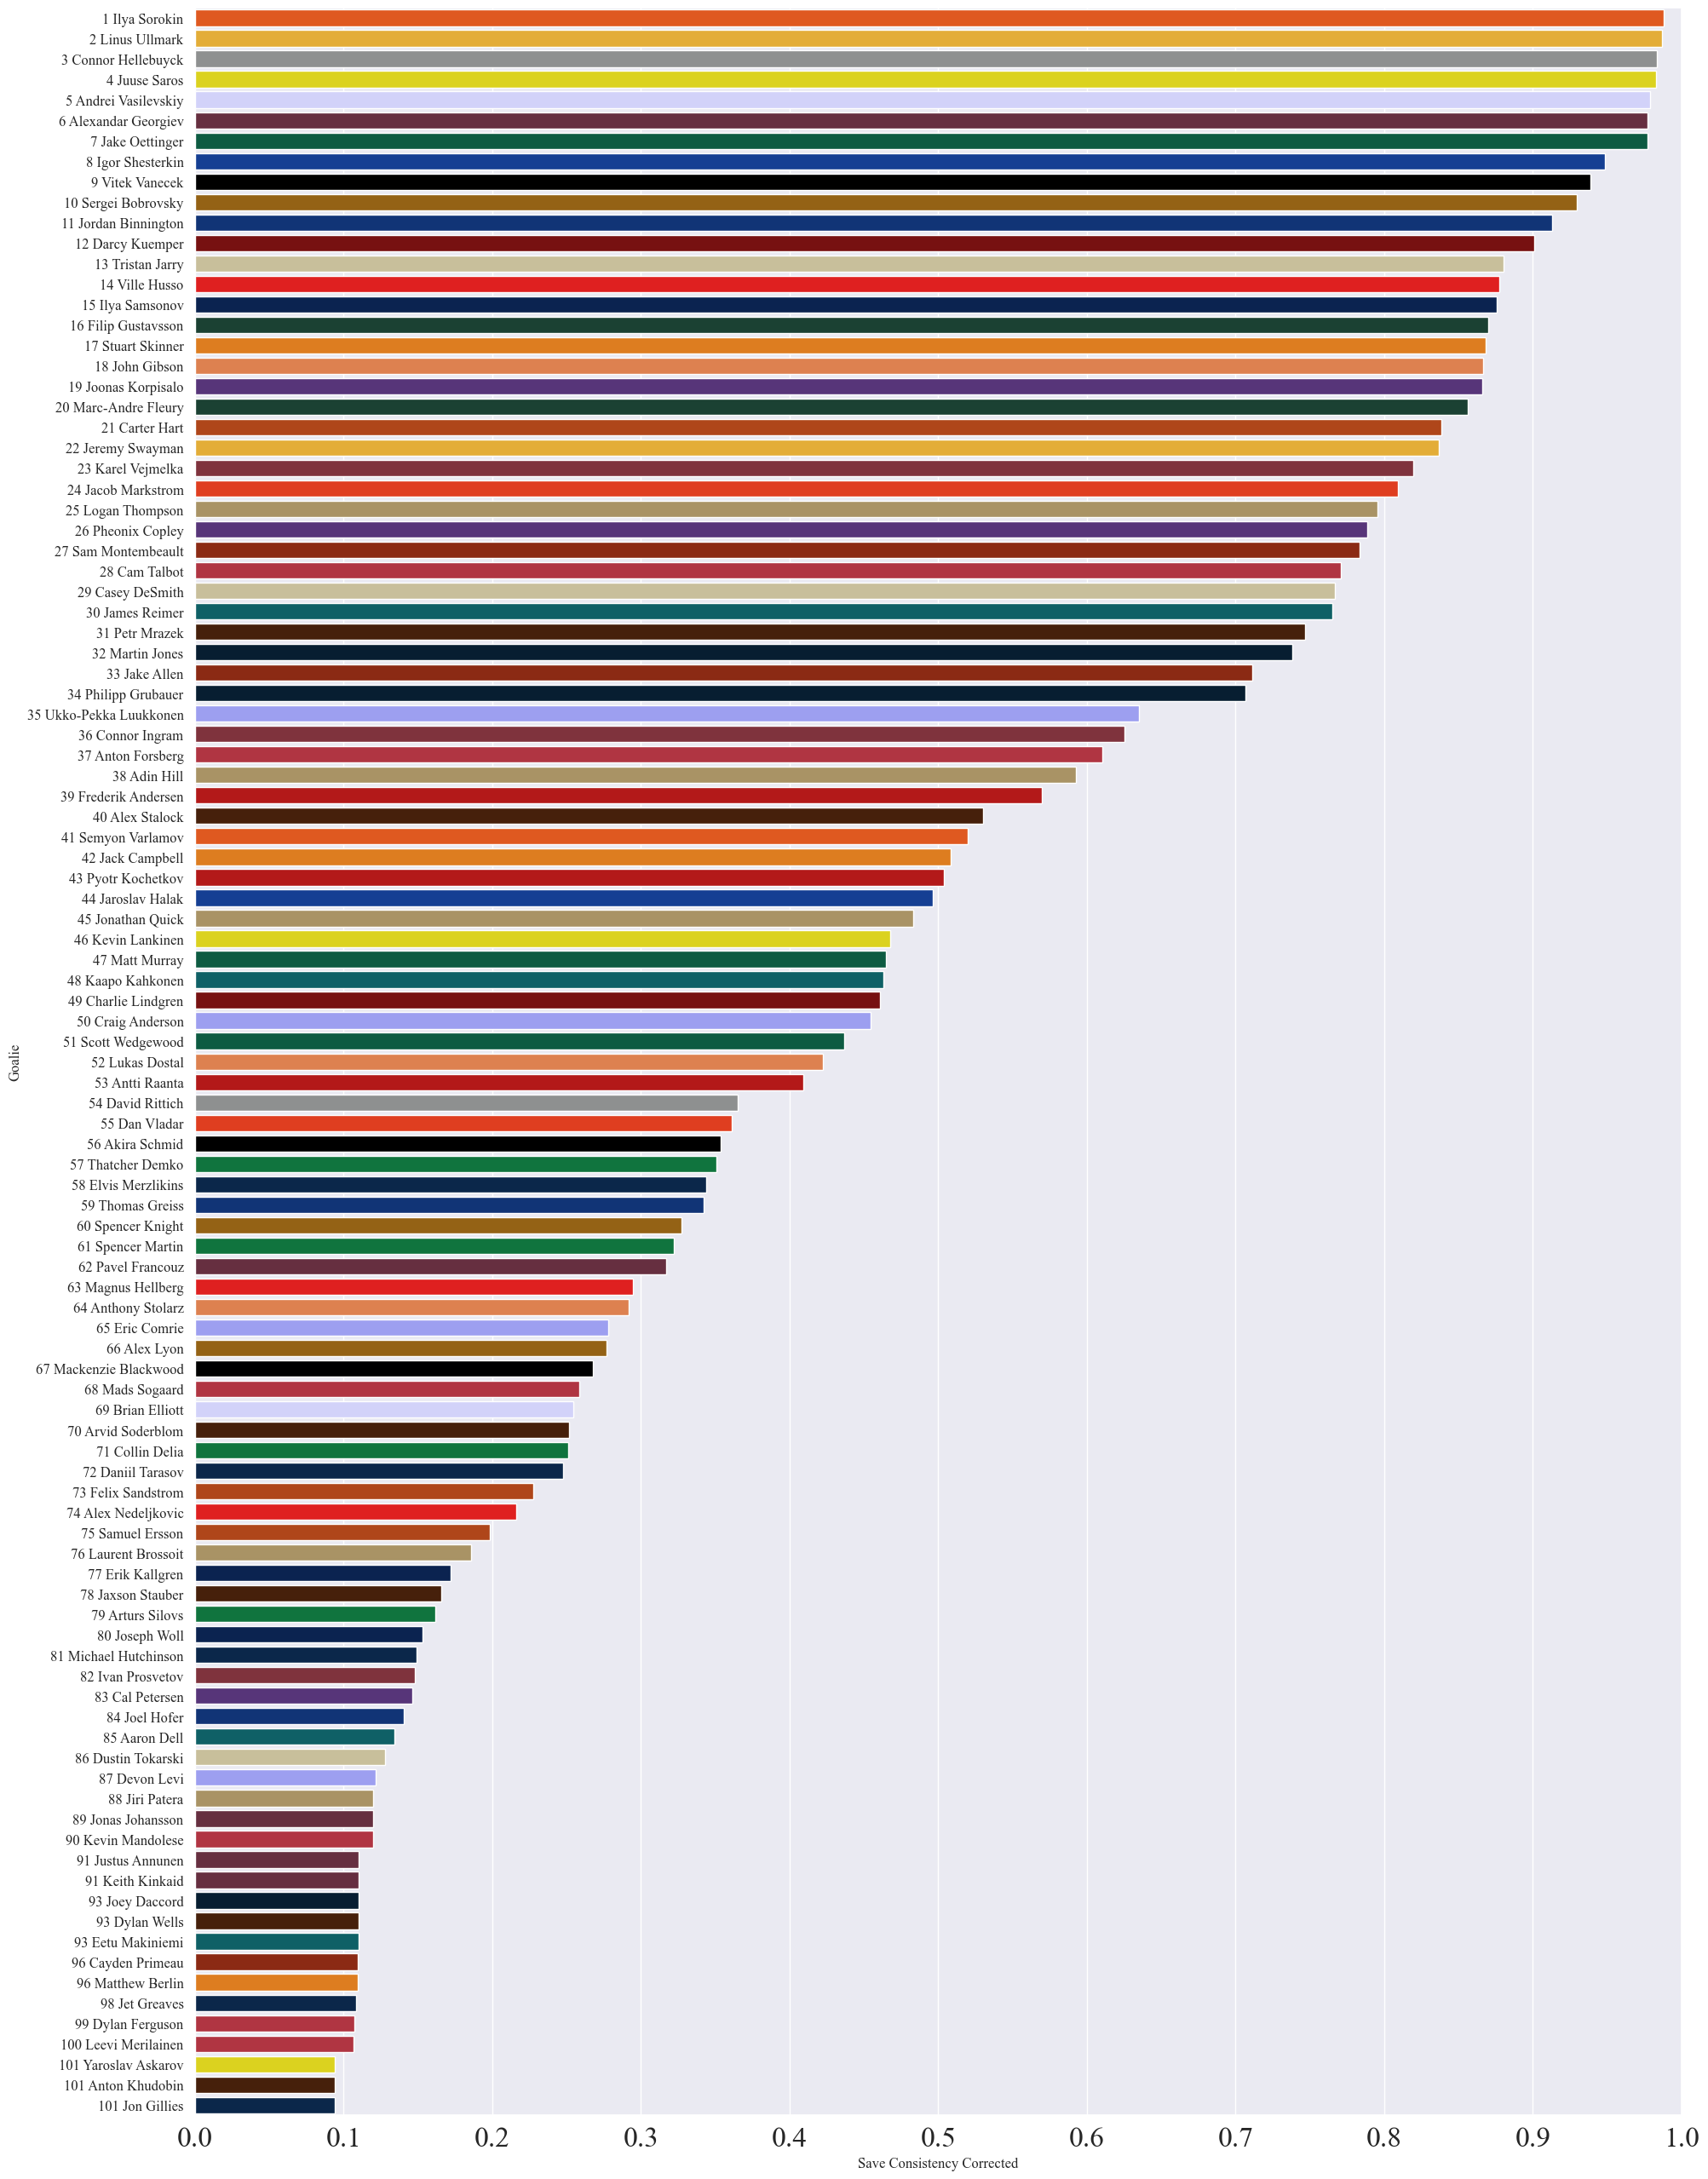 1 Ilya Sorokin
2 Linus Ullmark
3 Connor Hellebuyck
4 Juuse Saros
5 Andrei Vasilevskiy
6 Alexandar Georgiev
7 Jake Oettinger
8 Igor Shesterkin
9 Vitek Vanecek
10 Sergei Bobrovsky
11 Jordan Binnington
12 Darcy Kuemper
13 Tristan Jarry
14 Ville Husso
15 Ilya Samsonov
16 Filip Gustavsson
17 Stuart Skinner
18 John Gibson
19 Joonas Korpisalo
20 Marc-Andre Fleury
21 Carter Hart
22 Jeremy Swayman
23 Karel Vejmelka
24 Jacob Markstrom
25 Logan Thompson
26 Pheonix Copley
27 Sam Montembeault
28 Cam Talbot
29 Casey DeSmith
30 James Reimer
31 Petr Mrazek
32 Martin Jones
33 Jake Allen
34 Philipp Grubauer
35 Ukko-Pekka Luukkonen
36 Connor Ingram
37 Anton Forsberg
38 Adin Hill
39 Frederik Andersen
40 Alex Stalock
41 Semyon Varlamov
42 Jack Campbell
43 Pyotr Kochetkov
44 Jaroslav Halak
45 Jonathan Quick
46 Kevin Lankinen
47 Matt Murray
48 Kaapo Kahkonen
49 Charlie Lindgren
50 Craig Anderson
51 Scott Wedgewood
52 Lukas Dostal
53 Antti Raanta
54 David Rittich
55 Dan Vladar
56 Akira Schmid
57 Thatcher Demko
58 Elvis Merzlikins
59 Thomas Greiss
60 Spencer Knight
61 Spencer Martin
62 Pavel Francouz
63 Magnus Hellberg
64 Anthony Stolarz
65 Eric Comrie
66 Alex Lyon
67 Mackenzie Blackwood
68 Mads Sogaard
69 Brian Elliott
70 Arvid Soderblom
71 Collin Delia
72 Daniil Tarasov
73 Felix Sandstrom
74 Alex Nedeljkovic
75 Samuel Ersson
76 Laurent Brossoit
77 Erik Kallgren
78 Jaxson Stauber
79 Arturs Silovs
80 Joseph Woll
81 Michael Hutchinson
82 Ivan Prosvetov
83 Cal Petersen
84 Joel Hofer
85 Aaron Dell
86 Dustin Tokarski
87 Devon Levi
88 Jiri Patera
89 Jonas Johansson
90 Kevin Mandolese
91 Justus Annunen
91 Keith Kinkaid
93 Joey Daccord
93 Dylan Wells
93 Eetu Makiniemi
96 Cayden Primeau
96 Matthew Berlin
98 Jet Greaves
99 Dylan Ferguson
100 Leevi Merilainen
101 Yaroslav Askarov
101 Anton Khudobin
101 Jon Gillies
Goalie
0.0 0.1 0.2 0.3 0.4 0.5 0.6 0.7 0.8 0.9 1.0
Save Consistency Corrected